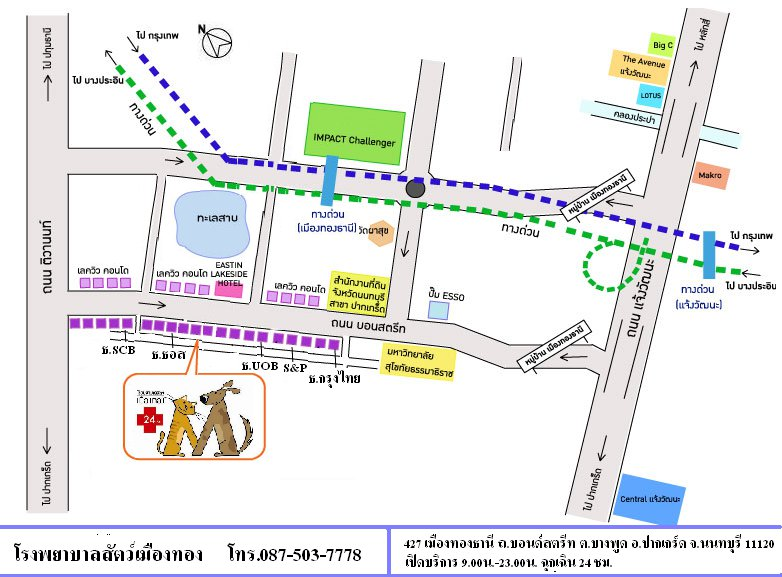 ไป ปทุมธานี
ไป กรุงเทพ
N
ไป บางปะอิน
ทางด่วน
IMPACT Challenger
Big C
The Avenue
แจ้งวัฒนะ
LOTUS
ไป หลักสี่
คลองประปา
Makro
หมู่บ้าน เมืองทองธานี
ทะเลสาบ
ทางด่วน
(เมืองทองธานี)
วัฒนาสุข
ทางด่วน
ไป กรุงเทพ
ไป บางปะอิน
ทางด่วน
(แจ้งวัฒนะ)
ถนน ติวานนท์
ถนน แจ้งวัฒนะ
เลควิว คอนโด
เลควิว คอนโด
EASTIN
LAKESIDE
HOTEL
เลควิว คอนโด
สำนักงานที่ดิน
จังหวัดนนทบุรี
สาขา ปากเกร็ด
ปั๊ม ESSO
ถนน บอนสตรีท
หมู่บ้าน เมืองทองธานี
มหาวิทยาลัย
สุโขทัยธรรมาธิราช
ธ.SCB
ธ.ธอส
ธ.UOB
S&P
ธ.กรุงไทย
24
ไป ปากเกร็ด
ไป ปากเกร็ด
Central แจ้งวัฒนะ
โรงพยาบาลสัตว์เมืองทอง โทร.087-503-7778
427 เมืองทองธานี ถ.บอนด์สตรีท ต.บางพูด อ.ปากเกร็ด จ.นนทบุรี 11120
เปิดบริการ 9.00น.-23.00น. ฉุกเฉิน 24 ชม.